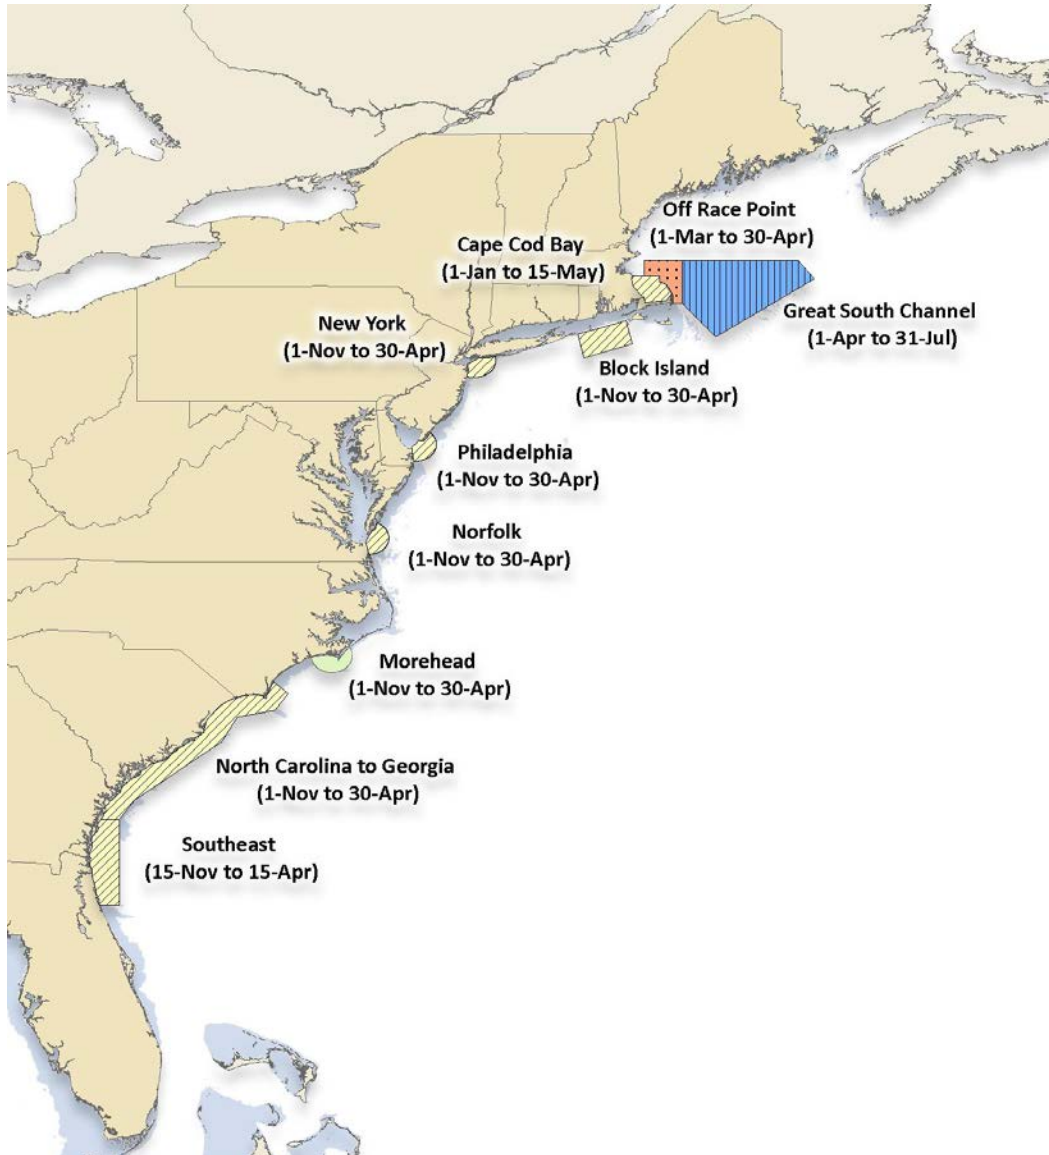 Off Race Point
(1-Mar to 30-Apr)
Cape Cod Bay
(1-Jan to 15-May)
Great South Channel
(1-Apr to 31-Jul)
New York
(1-Nov to 30-Apr)
Block Island
(1-Nov to 30-Apr)
Philadelphia
(1-Nov to 30-Apr)
Norfolk
(1-Nov to 30-Apr)
Morehead
(1-Nov to 30-Apr)
North Carolina to Georgia
(1-Nov to 30-Apr)
Southeast
(15-Nov to 15-Apr)